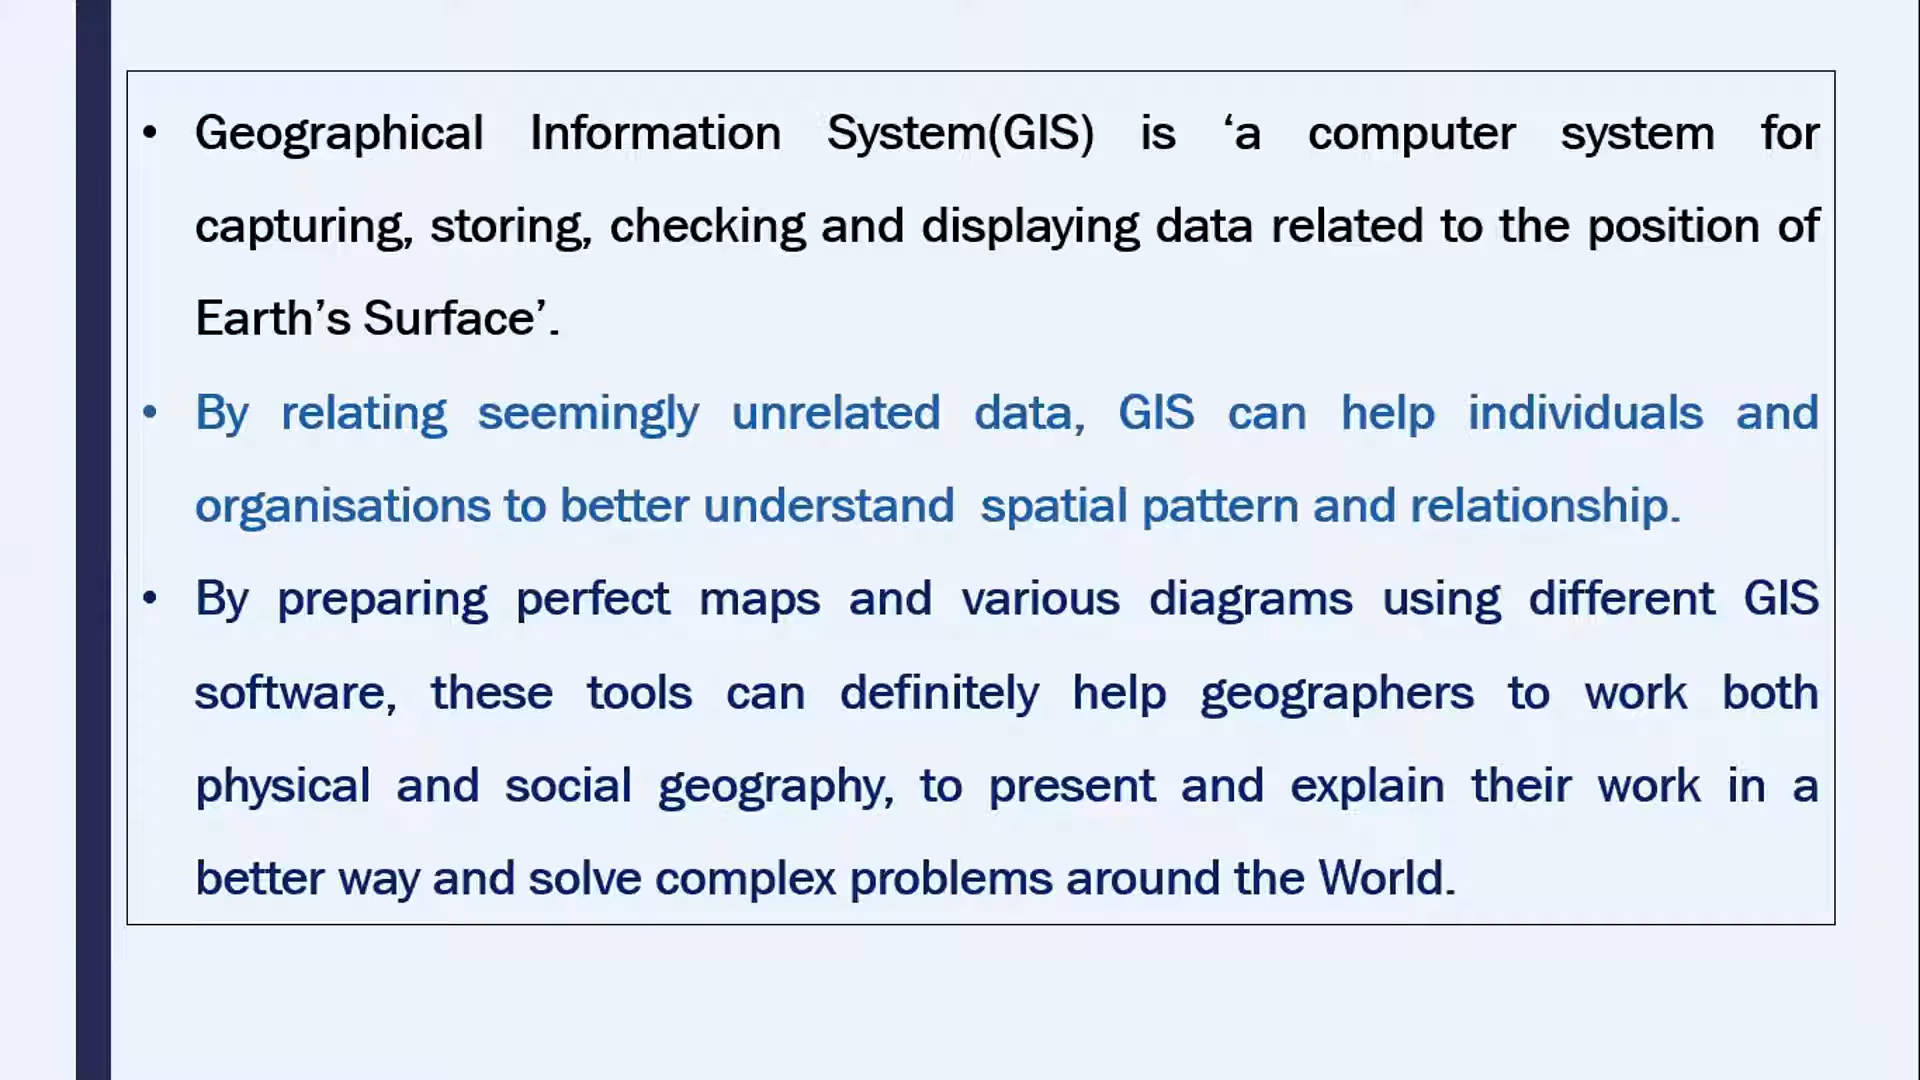 • Geographical Information System(GIS) is ‘a computer system for
capturing, storing, checking and displaying data related to the position of
Earth’s Surface’.
• By relating seemingly unrelated data, GIS can help individuals and
organisations to better understand  spatial pattern and relationship.
• By preparing perfect maps and various diagrams using different GIS
software, these tools can definitely help geographers to work both
physical and social geography, to present and explain their work in a
better way and solve complex problems around the World.